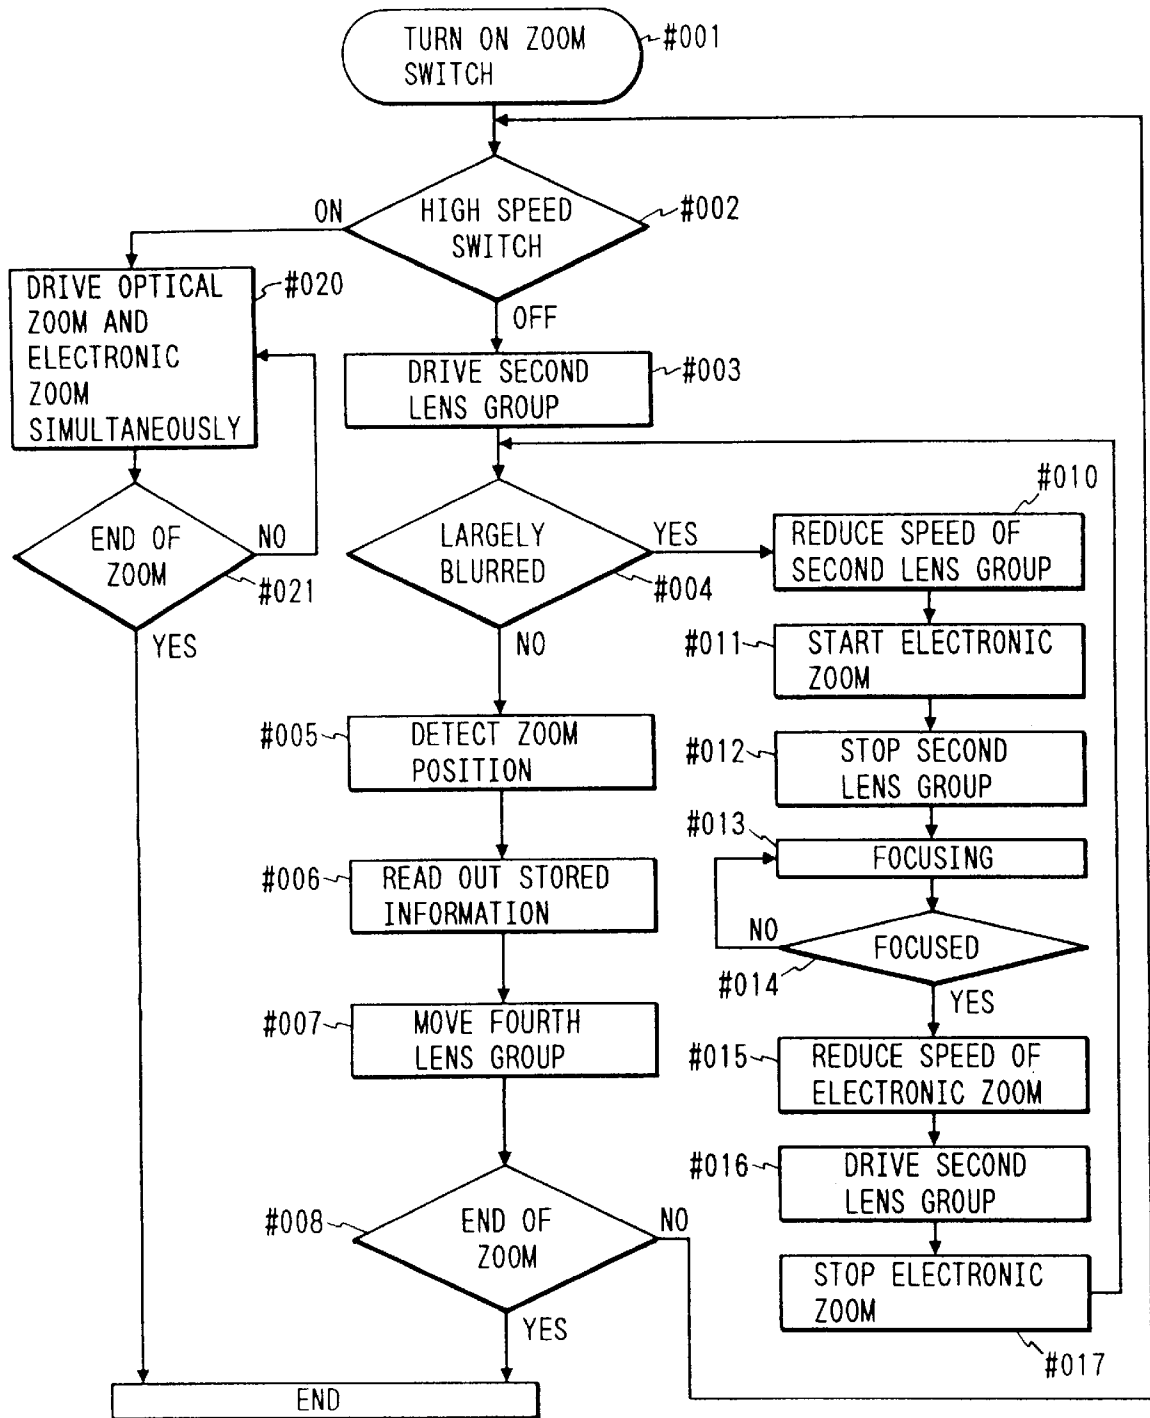 TURN ON ZOOM
SWITCH
#001
HIGH SPEED
SWITCH
#002
ON
OFF
DRIVE OPTICAL
ZOOM AND
ELECTRONIC
ZOOM
SIMULTANEOUSLY
#020
END OF
ZOOM
#021
NO
YES
DRIVE SECOND
LENS GROUP
#003
LARGELY
BLURRED
#004
YES
NO
#005
DETECT ZOOM
POSITION
#006
READ OUT STORED
INFORMATION
#007
MOVE FOURTH
LENS GROUP
#008
END OF
ZOOM
NO
YES
END
#010
REDUCE SPEED OF
SECOND LENS GROUP
#011
START ELECTRONIC
ZOOM
#012
STOP SECOND
LENS GROUP
#013
FOCUSING
NO
FOCUSED
#014
YES
#015
REDUCE SPEED OF
ELECTRONIC ZOOM
#016
DRIVE SECOND
LENS GROUP
STOP ELECTRONIC
ZOOM
#017